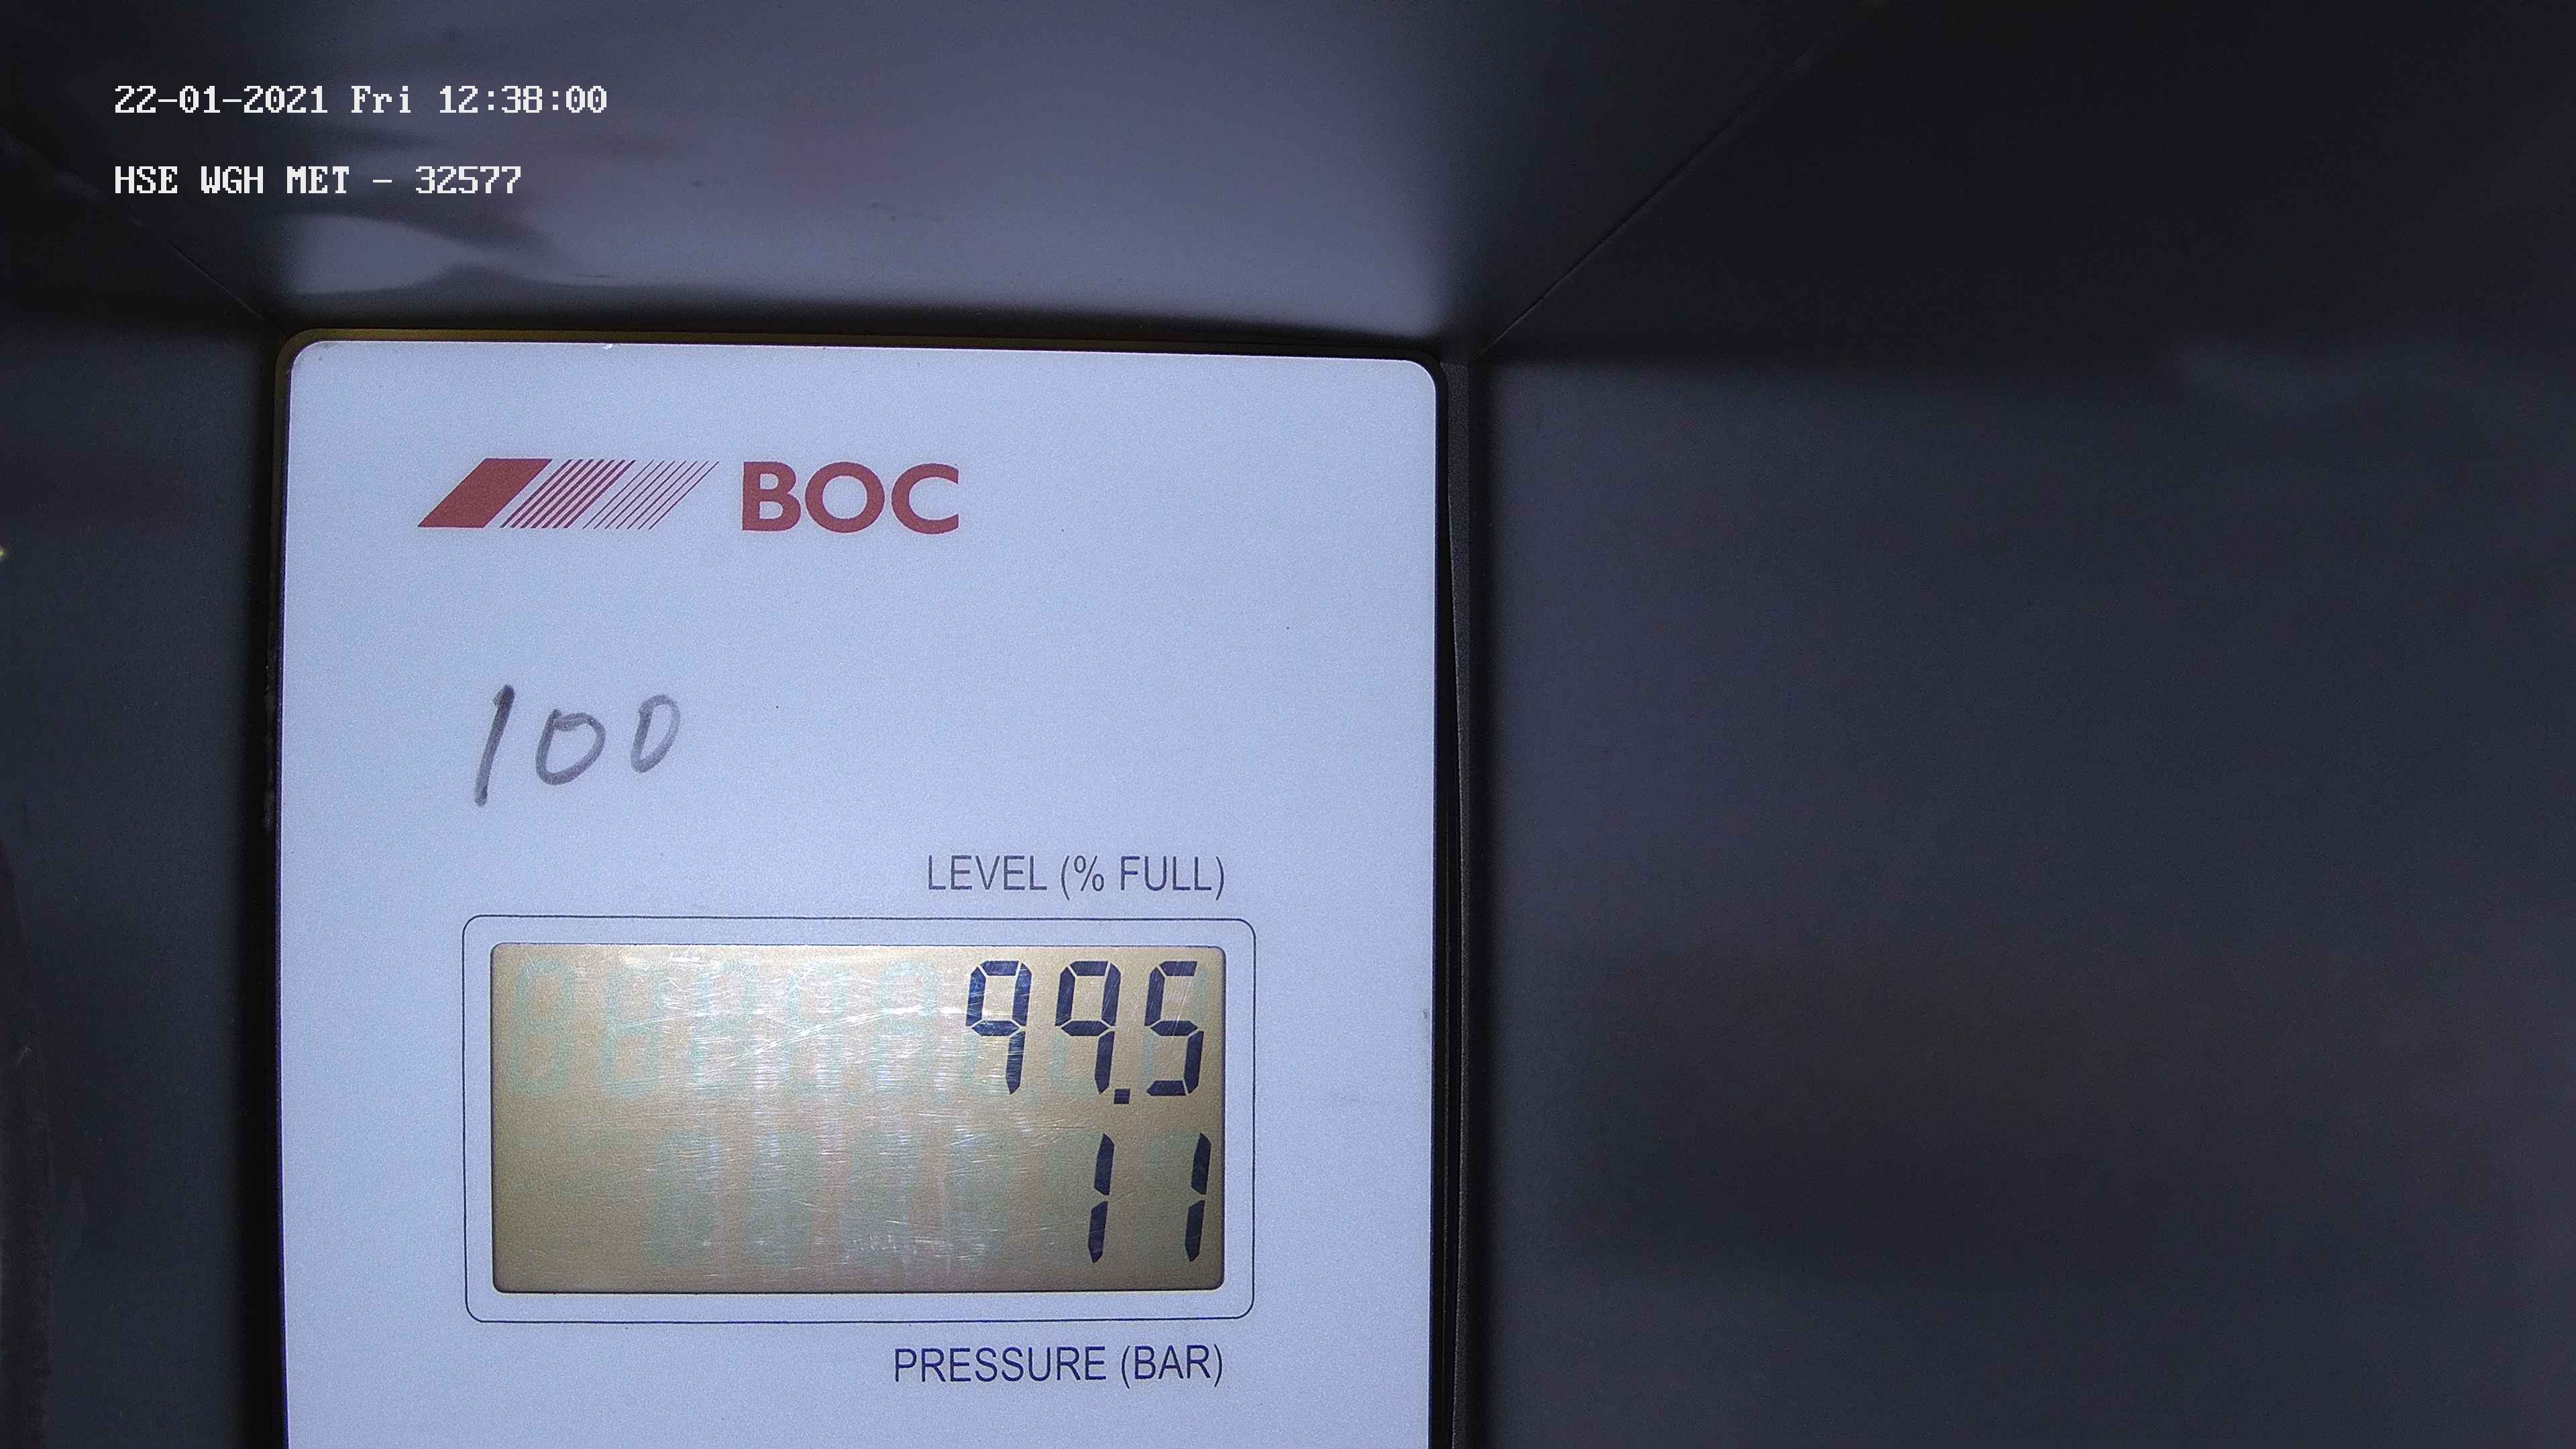 22-01-2021 Fri 12:38:00
HSE WGH MET - 32577
BOC
100
LEVEL (% FULL)
99.5
11
PRESSURE (BAR)